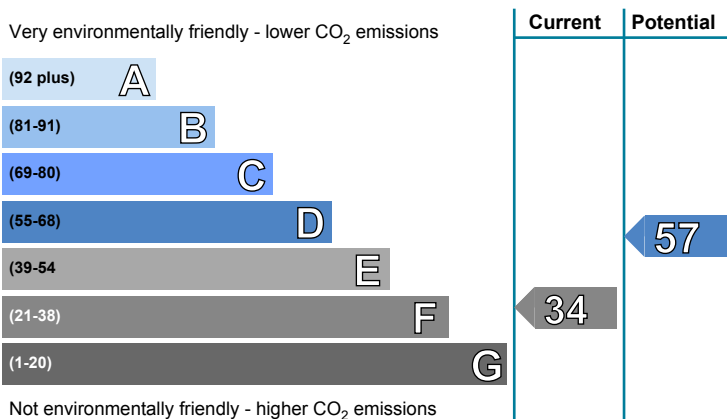 Current Potential
Very environmentally friendly - lower CO₂ emissions
(92 plus) A
(81-91) B
(69-80) C
(55-68) D
57
(39-54 E
(21-38) F 34
(1-20) G
Not environmentally friendly - higher CO₂ emissions